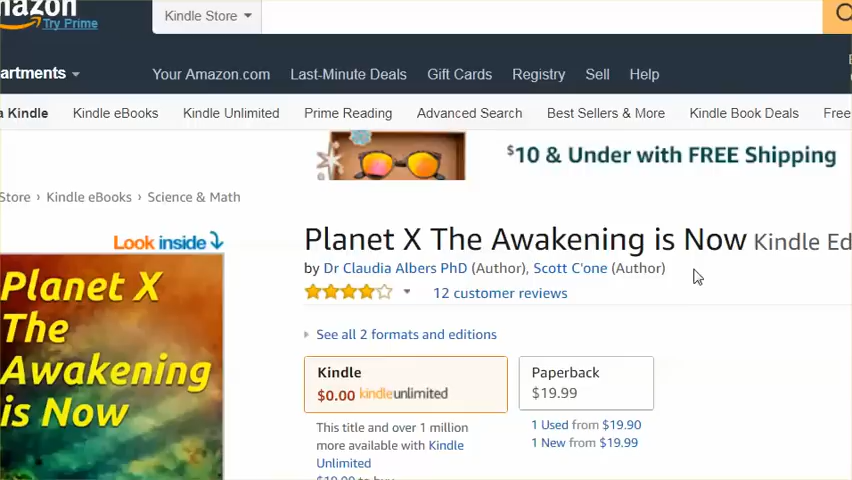 amazon
Try Prime
Kindle Store
artments
Your Amazon.com Last-Minute Deals Gift Cards Registry Sell Help
a Kindle Kindle eBooks Kindle Unlimited Prime Reading Advanced Search Best Sellers & More Kindle Book Deals Free
$10 & Under with FREE Shipping
Store › Kindle eBooks › Science & Math
Look inside
Planet X The Awakening is Now Kindle Ed
by Dr Claudia Albers PhD (Author), Scott C'one (Author)
12 customer reviews
See all 2 formats and editions
Kindle
$0.00 kindleunlimited
Paperback
$19.99
This title and over 1 million
more available with Kindle
Unlimited
1 Used from $19.90
1 New from $19.99
Planet X
The
Awakening
is Now